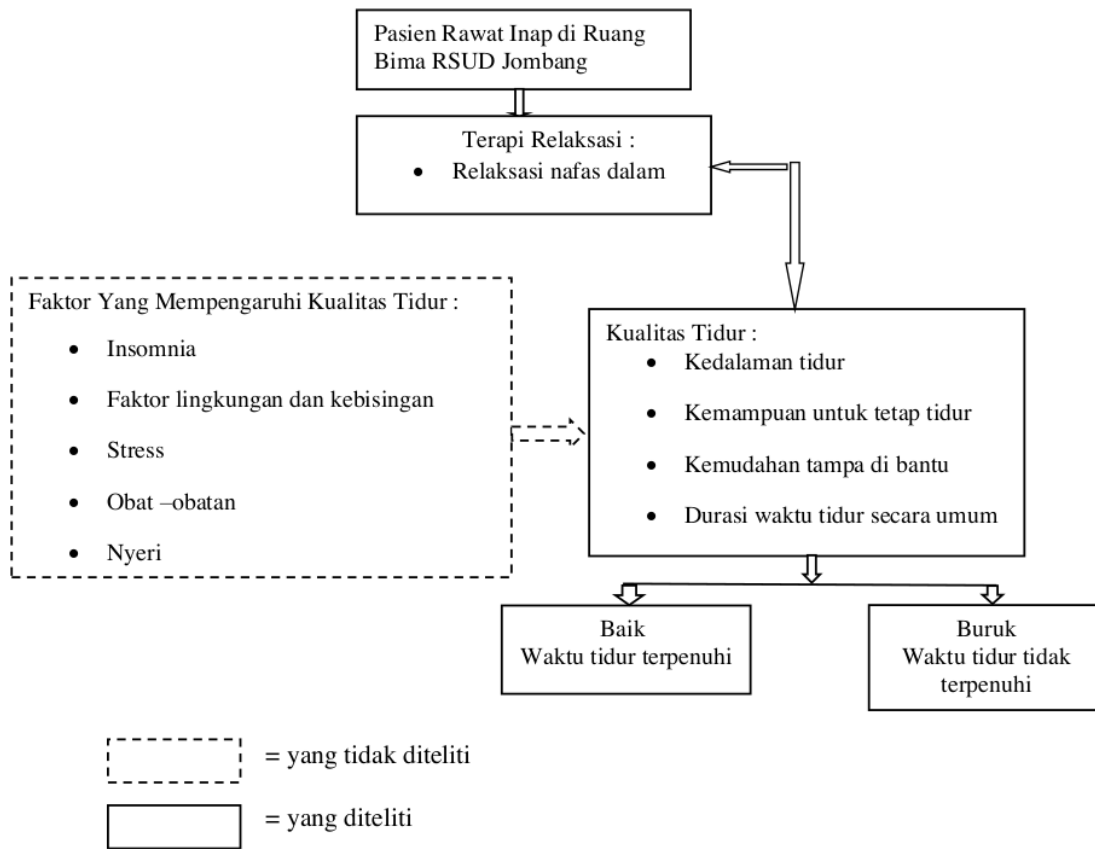 Pasien Rawat Inap di Ruang
Bima RSUD Jombang
Terapi Relaksasi :
• Relaksasi nafas dalam
Faktor Yang Mempengaruhi Kualitas Tidur :
• Insomnia
• Faktor lingkungan dan kebisingan
• Stress
• Obat –obatan
• Nyeri
Kualitas Tidur :
• Kedalaman tidur
• Kemampuan untuk tetap tidur
• Kemudahan tampa di bantu
• Durasi waktu tidur secara umum
Baik
Waktu tidur terpenuhi
Buruk
Waktu tidur tidak
terpenuhi
= yang tidak diteliti
= yang diteliti